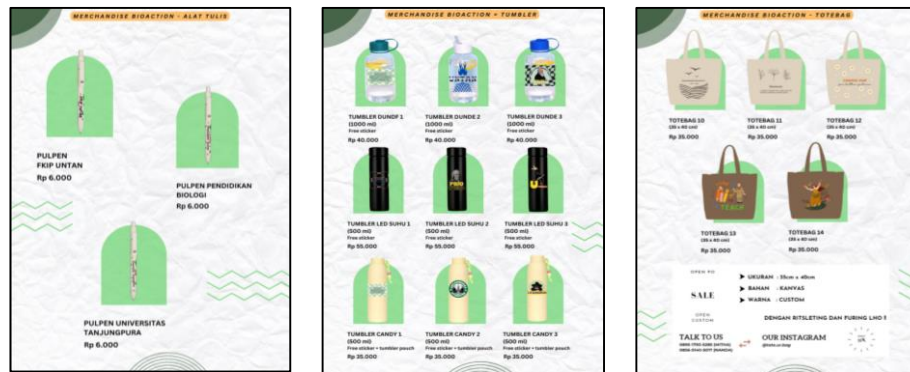 MERCHANDISE BIOACTION - ALAT TULIS
PULPEN
FKIP UNTAN
Rp 6.000
PULPEN PENDIDIKAN
BIOLOGI
Rp 6.000
PULPEN UNIVERSITAS
TANJUNGPURA
Rp 6.000
MERCHANDISE BIOACTION - TUMBLER
TUMBLER DUNDE 1
(1000 ml)
Free sticker
Rp 40.000
TUMBLER DUNDE 2
(1000 ml)
Free sticker
Rp 40.000
TUMBLER DUNDE 3
(1000 ml)
Free sticker
Rp 40.000
TUMBLER LED SUHU 1
(500 ml)
Free sticker
Rp 55.000
TUMBLER LED SUHU 2
(500 ml)
Free sticker
Rp 55.000
TUMBLER LED SUHU 3
(500 ml)
Free sticker
Rp 55.000
TUMBLER CANDY 1
(500 ml)
Free sticker + tumbler pouch
Rp 35.000
TUMBLER CANDY 2
(500 ml)
Free sticker + tumbler pouch
Rp 35.000
TUMBLER CANDY 3
(500 ml)
Free sticker + tumbler pouch
Rp 35.000
MERCHANDISE BIOACTION - TOTEBAG
TOTEBAG 10
(35 x 40 cm)
Rp 35.000
TOTEBAG 11
(35 x 40 cm)
Rp 35.000
TOTEBAG 12
(35 x 40 cm)
Rp 35.000
TOTEBAG 13
(35 x 40 cm)
Rp 35.000
TOTEBAG 14
(35 x 40 cm)
Rp 35.000
OPEN PO
SALE
OPEN
CUSTOM
UKURAN : 35cm x 40cm
BAHAN : KANVAS
WARNA : CUSTOM
DENGAN RITSLETING DAN FURING LHO !!
TALK TO US
OUR INSTAGRAM